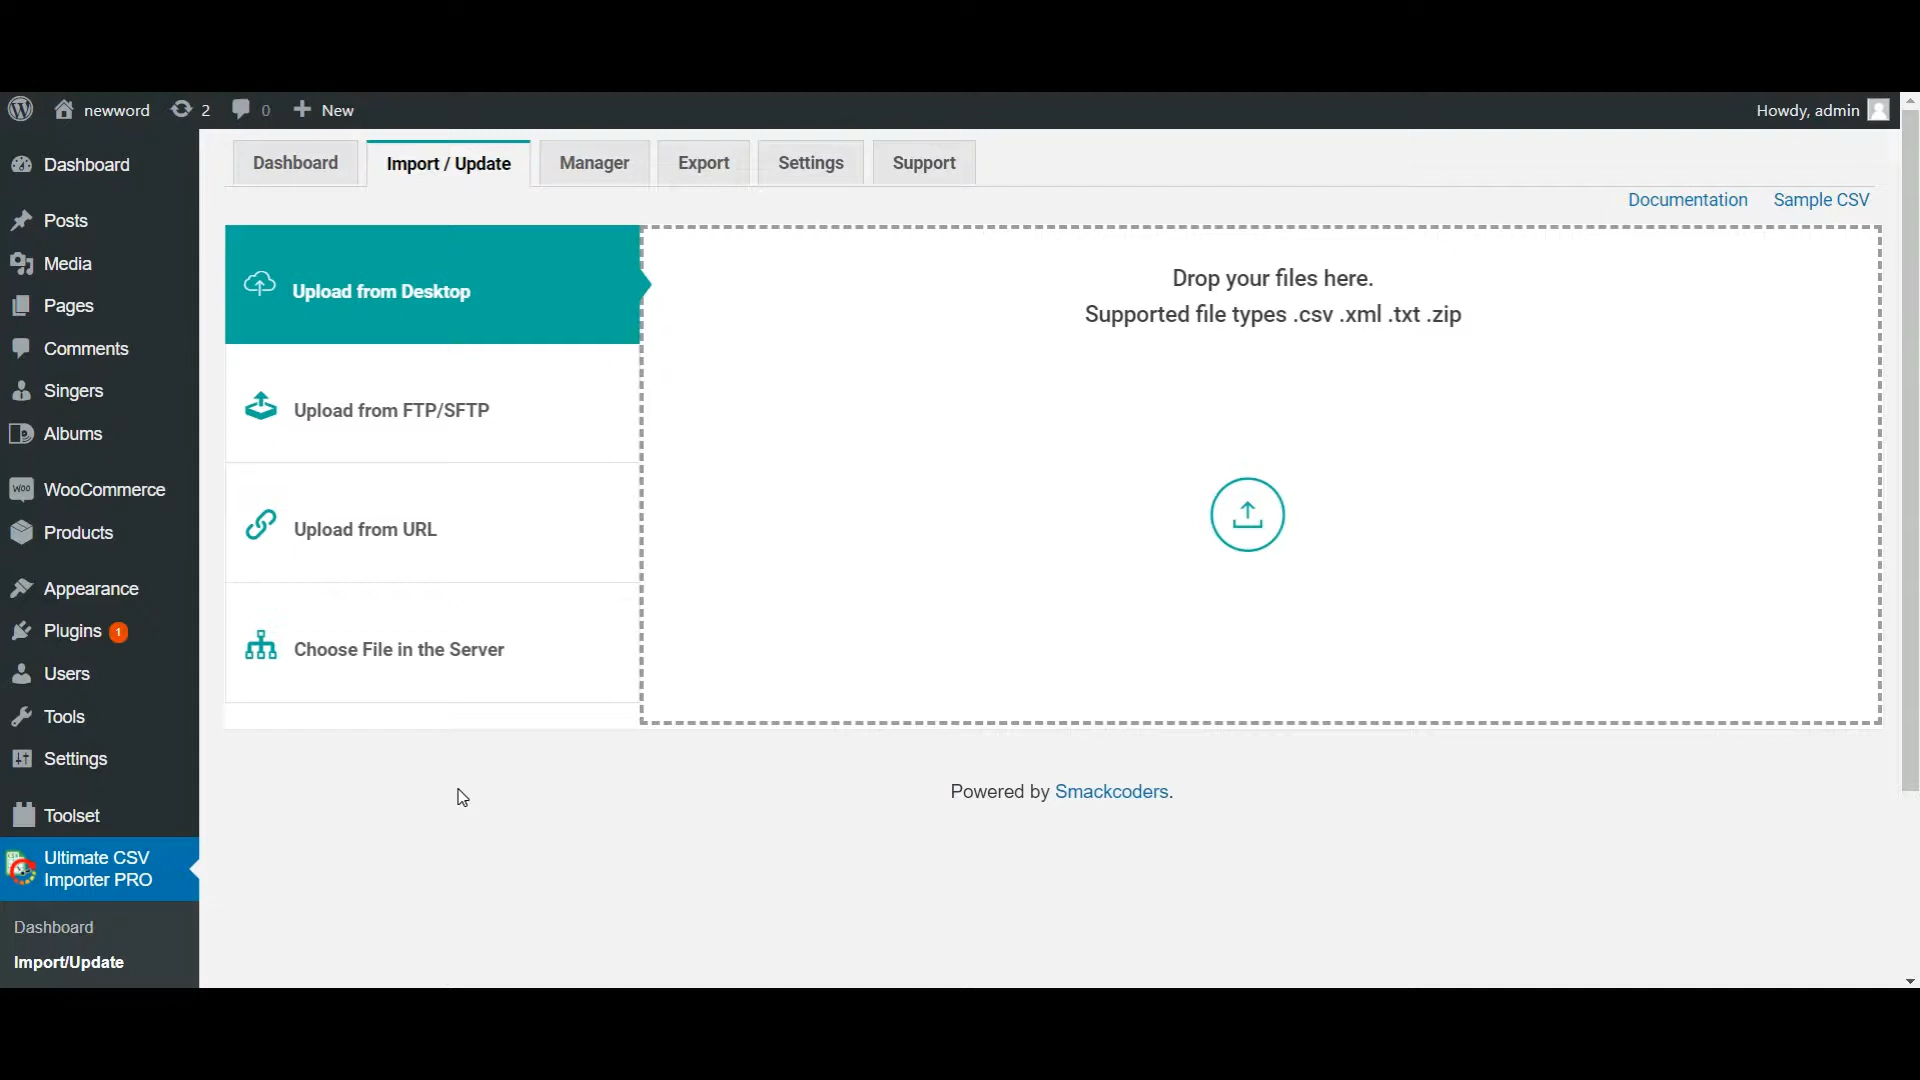 newword 2 0 New Howdy, admin
Dashboard
Posts
Media
Pages
Comments
Singers
Albums
Woo WooCommerce
Products
Appearance
Plugins 1
Users
Tools
Settings
Toolset
Ultimate CSV
Importer PRO
Dashboard
Import/Update
Dashboard Import / Update Manager Export Settings Support
Documentation Sample CSV
Upload from Desktop
Upload from FTP/SFTP
Upload from URL
Choose File in the Server
Drop your files here.
Supported file types .csv .xml .txt .zip
Powered by Smackcoders.